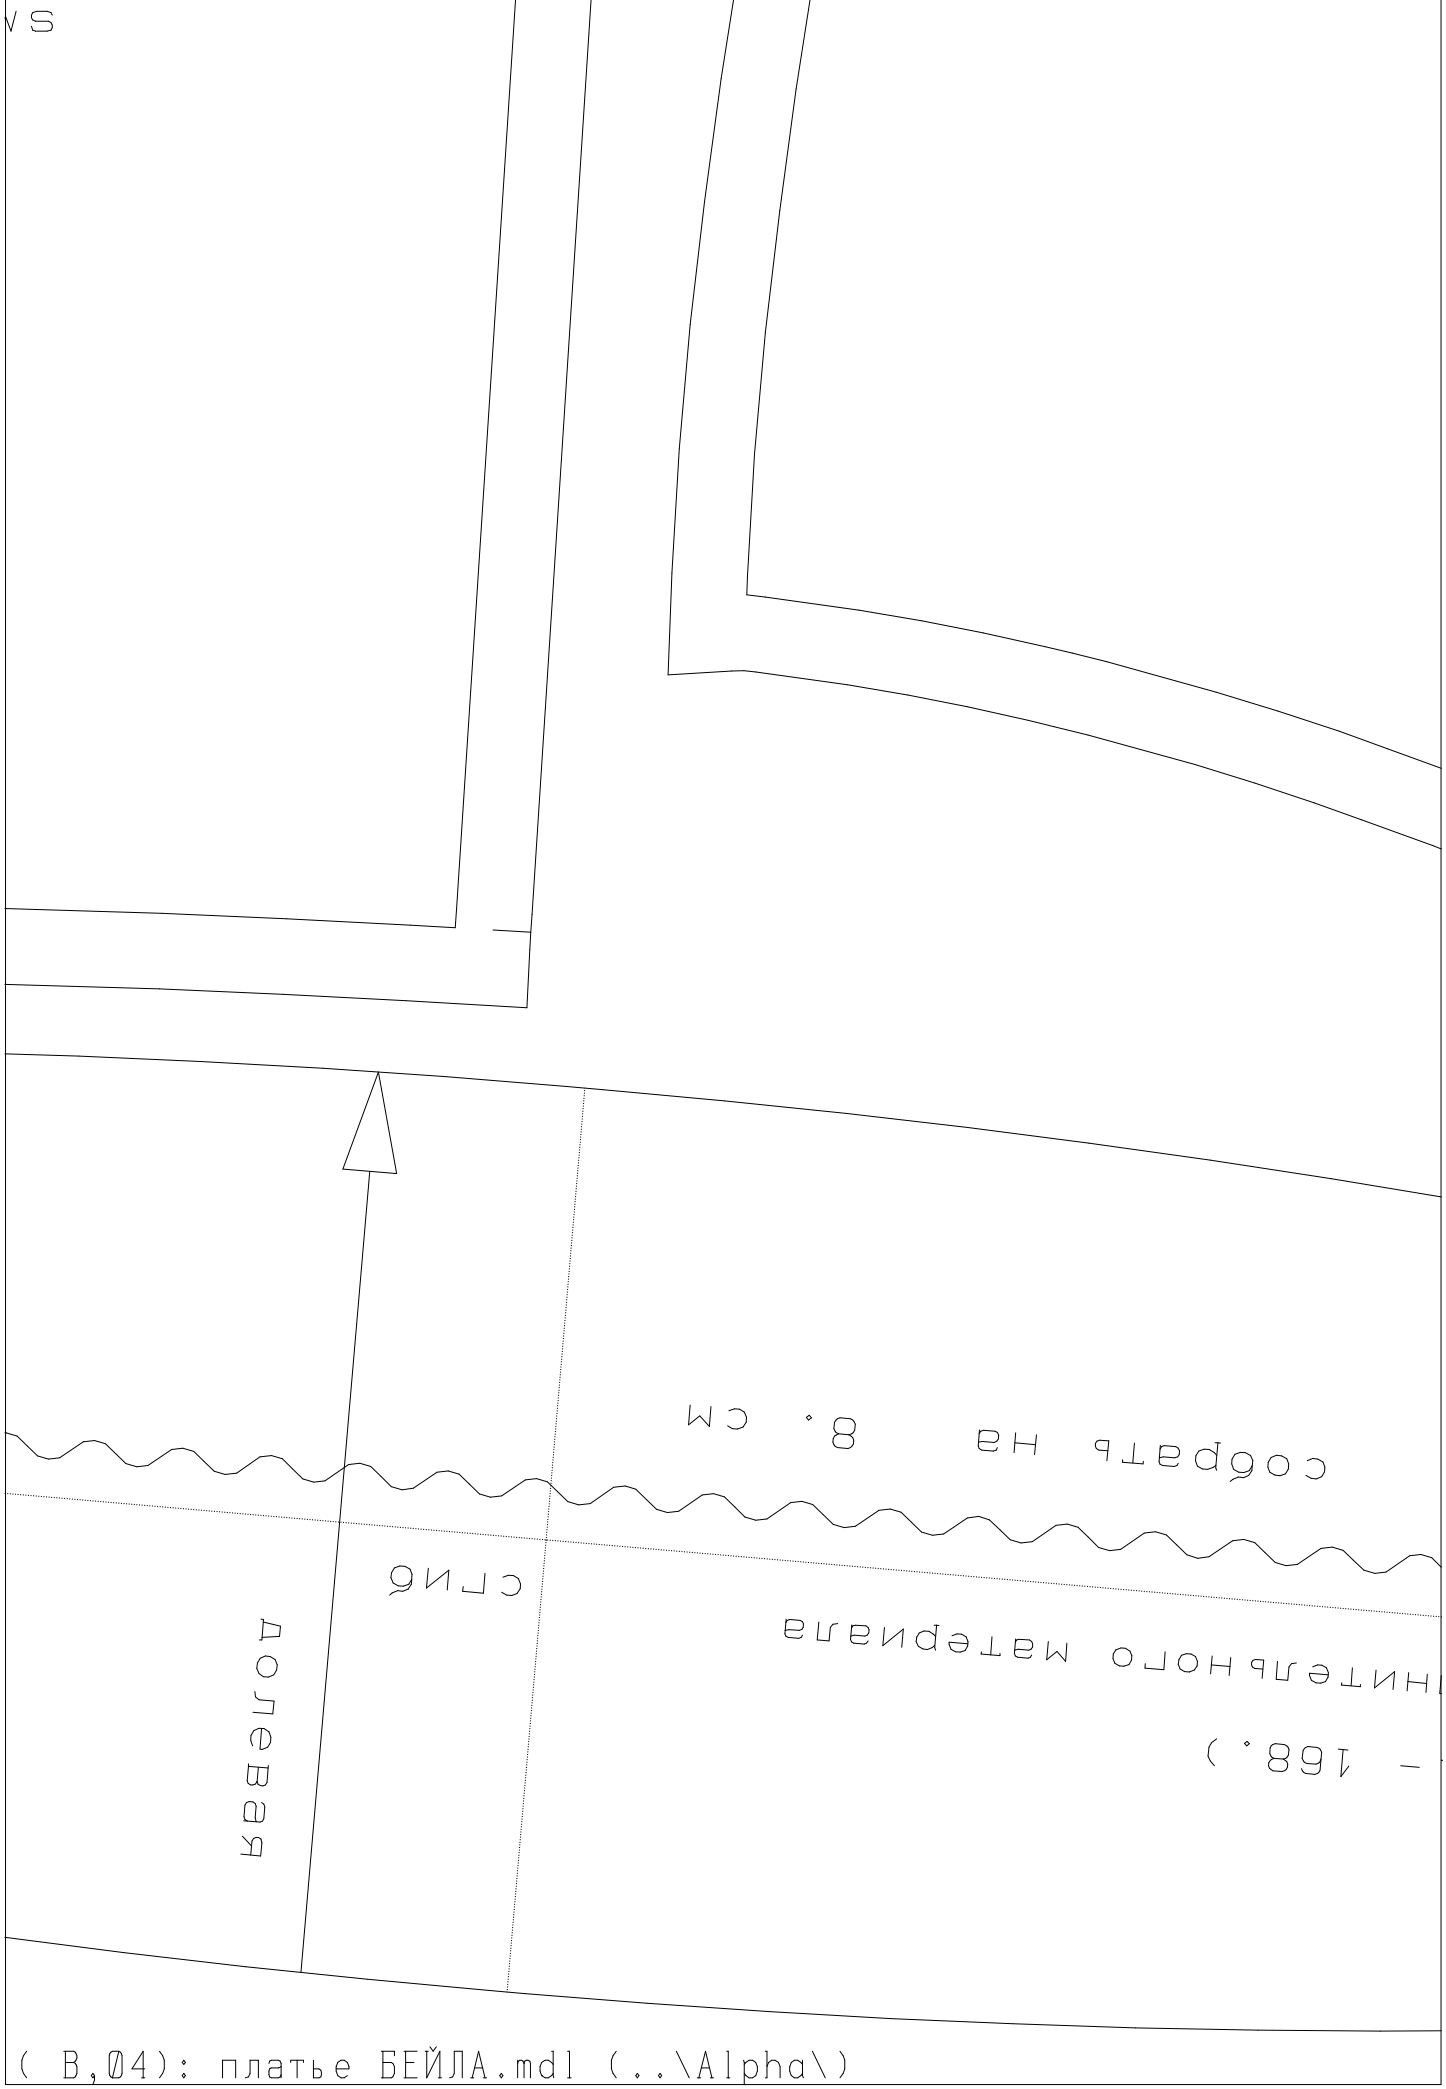 VS
собрать на 8. см
сгиб
нительного материала
- 168.)
долевая
( B,04): платье БЕЙЛА.mdl (..\Alpha\)